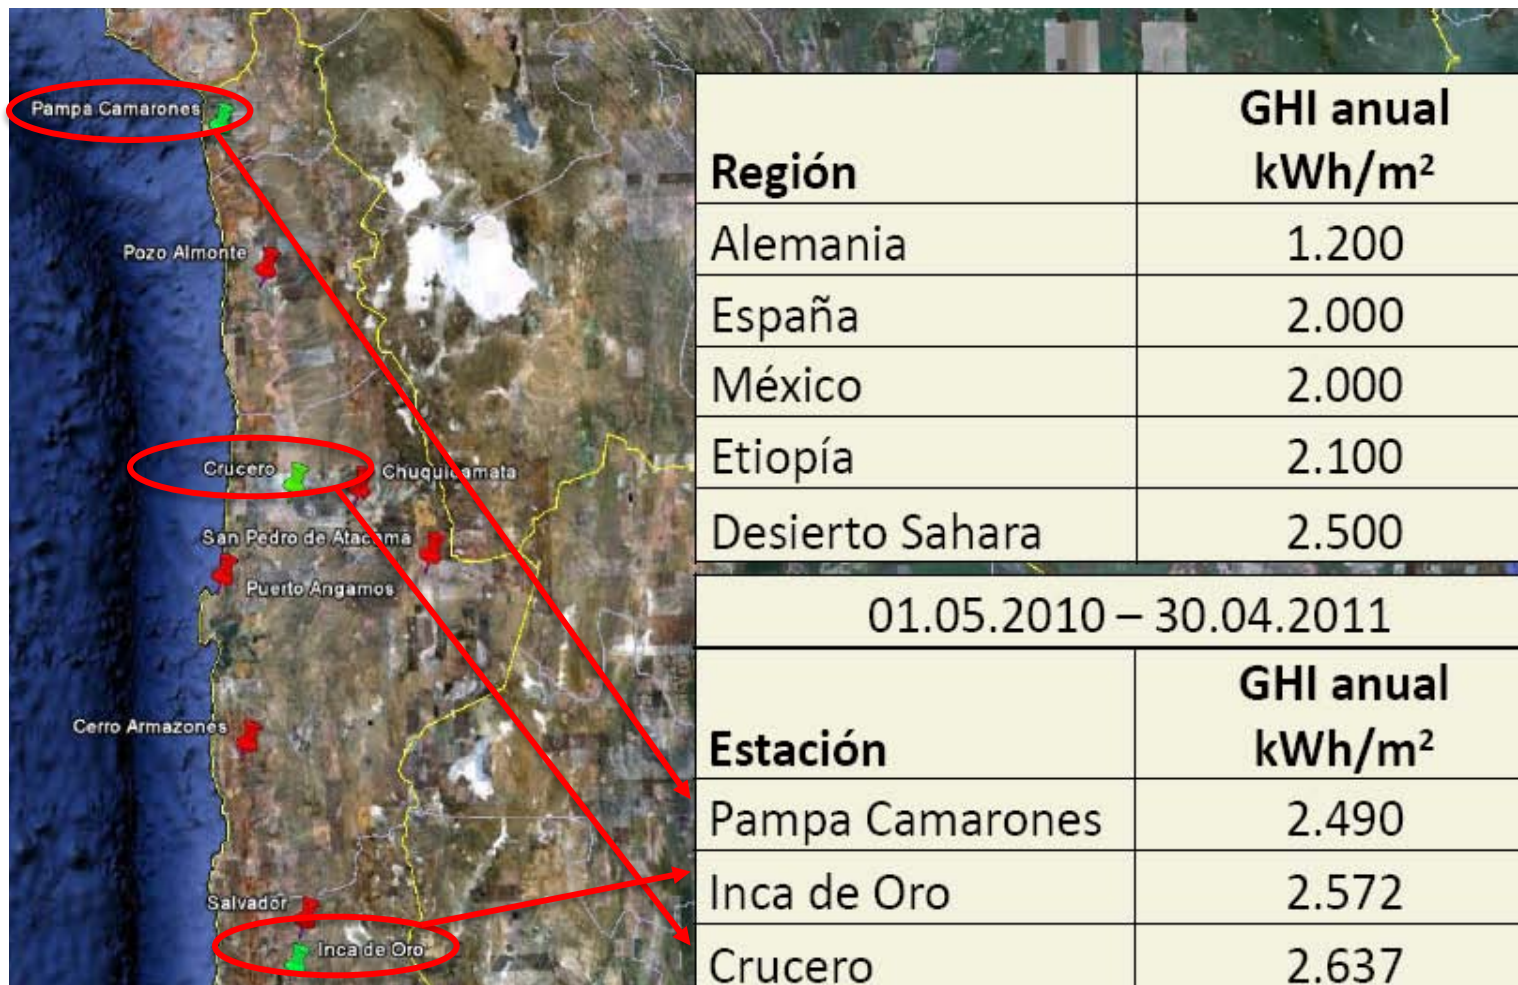 Pampa Camarones
Pozo Almonte
Crucero
Chuquicamata
San Pedro de Atacama
Puerto Angamos
Cerro Armazones
Salvador
Inca de Oro
Región GHI anual kWh/m²
Alemania 1.200
España 2.000
México 2.000
Etiopía 2.100
Desierto Sahara 2.500
01.05.2010 – 30.04.2011
Estación GHI anual kWh/m²
Pampa Camarones 2.490
Inca de Oro 2.572
Crucero 2.637